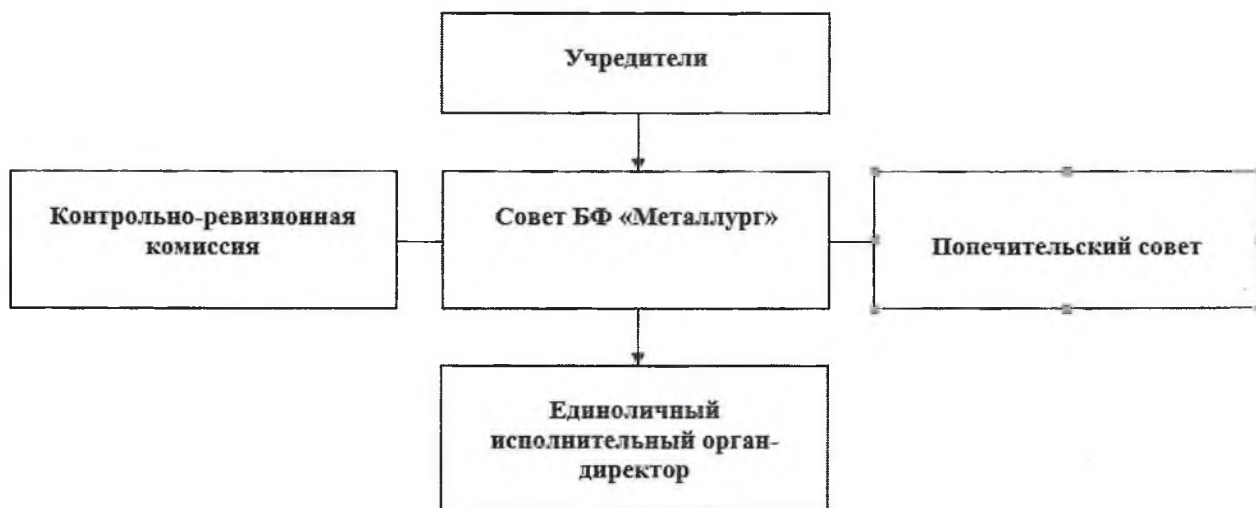 Учредители
Контрольно-ревизионная
комиссия
Совет БФ «Металлург»
Попечительский совет
Единоличный
исполнительный орган-
директор